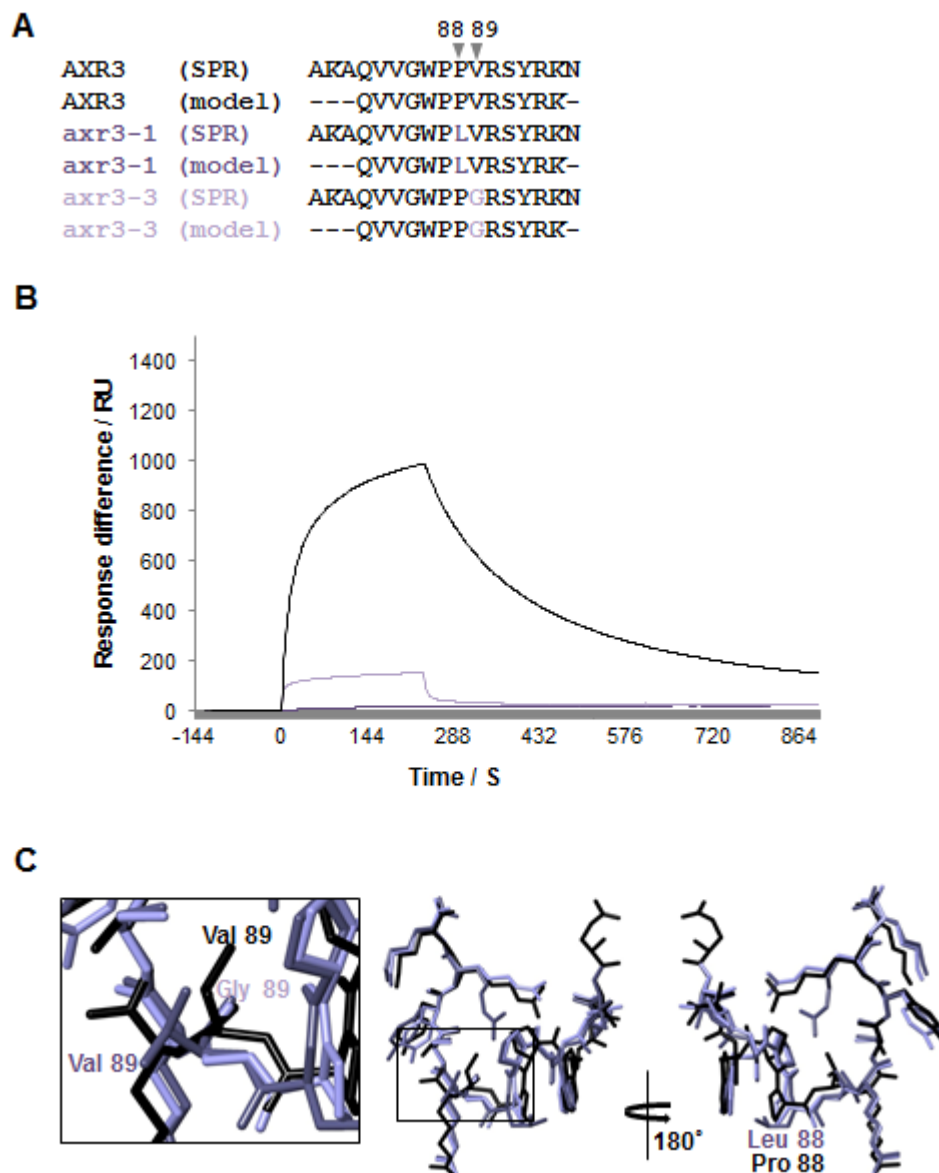 A
88 89
AXR3 (SPR) AKAQVVGWPPVRSYRKN
AXR3 (model) ---QVVGWPPVRSYRK-
axr3-1 (SPR) AKAQVVGWPLVRSYRKN
axr3-1 (model) ---QVVGWPLVRSYRK-
axr3-3 (SPR) AKAQVVGWPPGRSYRKN
axr3-3 (model) ---QVVGWPPGRSYRK-
B
Response difference / RU
1400
1200
1000
800
600
400
200
0
-144 0 144 288 432 576 720 864
Time / S
C
Val 89
Gly 89
Val 89
180°
Leu 88
Pro 88